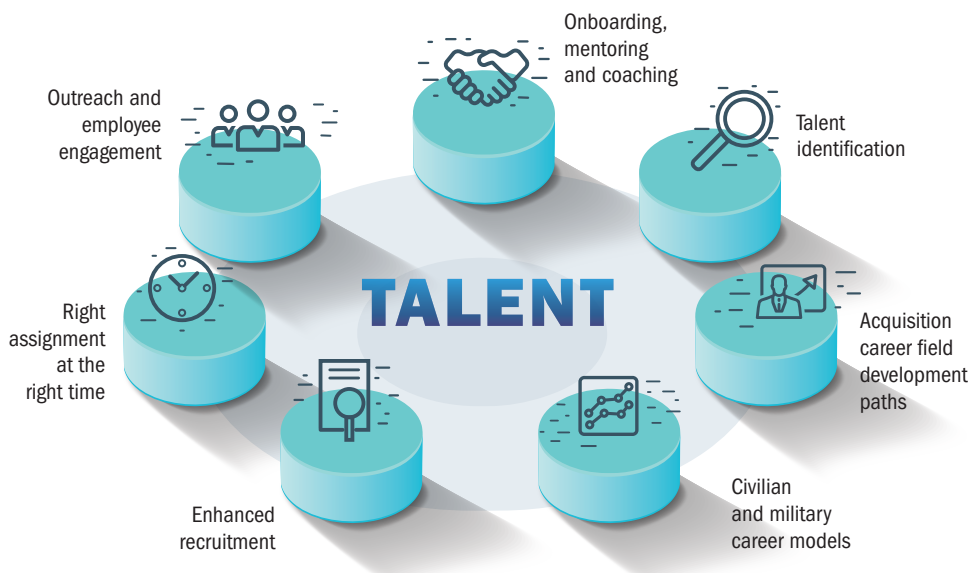 Onboarding,
mentoring
and coaching
Outreach and
employee
engagement
Talent
identification
TALENT
Right
assignment
at the
right time
Acquisition
career field
development
paths
Enhanced
recruitment
Civilian
and military
career models